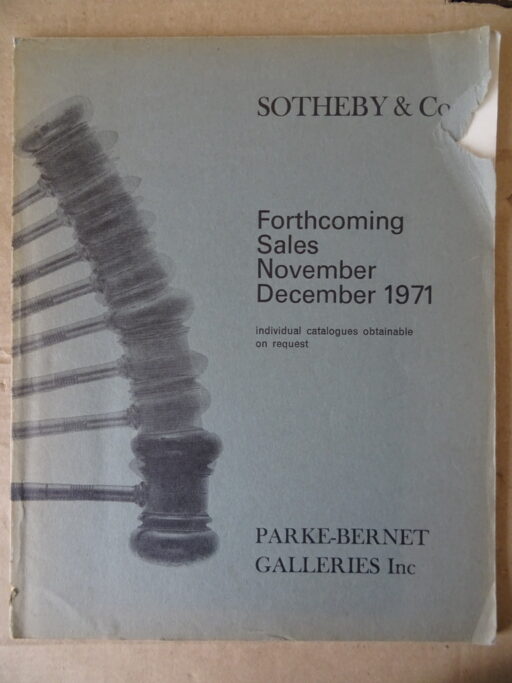 SOTHEBY & Co
Forthcoming
Sales
November
December 1971
individual catalogues obtainable
on request
PARKE-BERNET
GALLERIES Inc